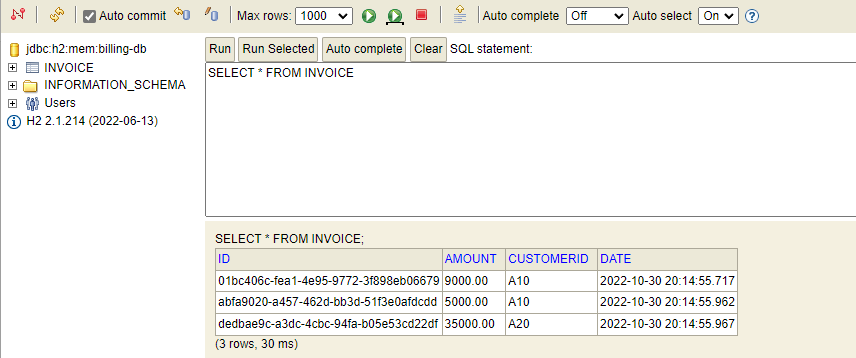 Auto commit Max rows: 1000 Auto complete Off Auto select On
jdbc:h2:mem:billing-db
INVOICE
INFORMATION_SCHEMA
Users
H2 2.1.214 (2022-06-13)
Run Run Selected Auto complete Clear SQL statement:
SELECT * FROM INVOICE
SELECT * FROM INVOICE;
ID AMOUNT CUSTOMERID DATE
01bc406c-fea1-4e95-9772-3f898eb06679 9000.00 A10 2022-10-30 20:14:55.717
abfa9020-a457-462d-bb3d-51f3e0afdcdd 5000.00 A10 2022-10-30 20:14:55.962
dedbae9c-a3dc-4cbc-94fa-b05e53cd22df 35000.00 A20 2022-10-30 20:14:55.967
(3 rows, 30 ms)